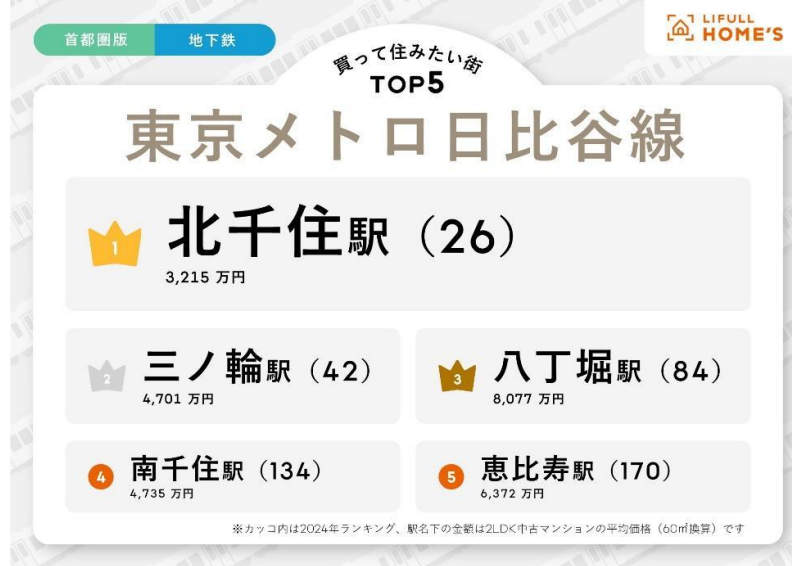 首都圏版 地下鉄
LIFULL
HOME'S
買って住みたい街
TOP5
東京メトロ日比谷線
1 北千住駅（26）
3,215 万円
2 三ノ輪駅（42）
4,701 万円
3 八丁堀駅（84）
8,077 万円
4 南千住駅（134）
4,735 万円
5 恵比寿駅（170）
6,372 万円
※カッコ内は2024年ランキング、駅名下の金額は2LDK中古マンションの平均価格（60㎡換算）です